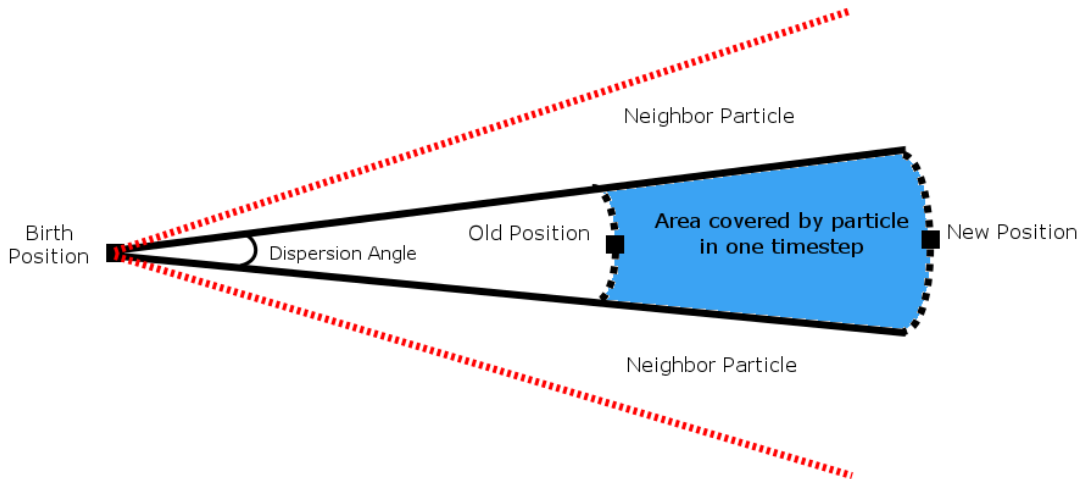 Neighbor Particle
Birth
Position
Dispersion Angle
Old Position
Area covered by particle
in one timestep
New Position
Neighbor Particle